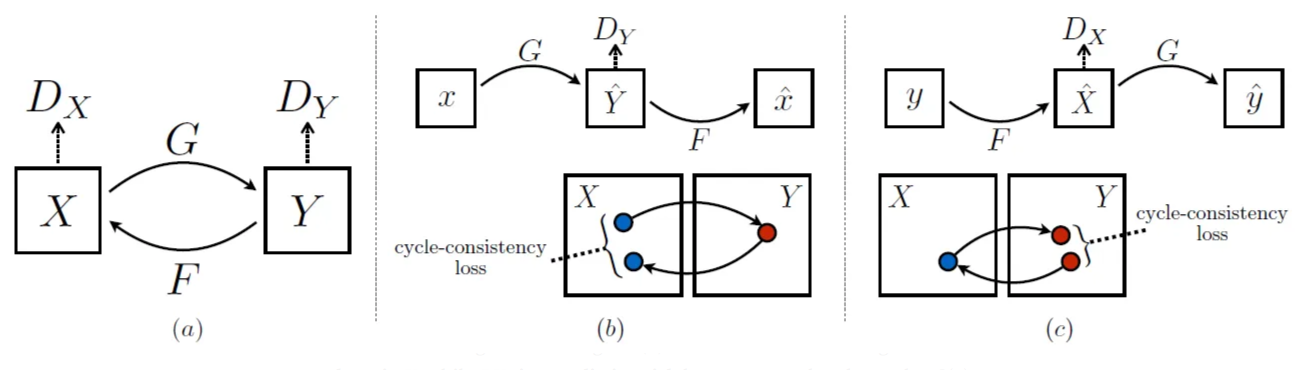 D_X
D_Y
G
X
Y
F
(a)
D_Y
G
x
Ŷ
x̂
F
X
Y
cycle-consistency
loss
(b)
D_X
G
y
X̂
ŷ
F
X
Y
cycle-consistency
loss
(c)